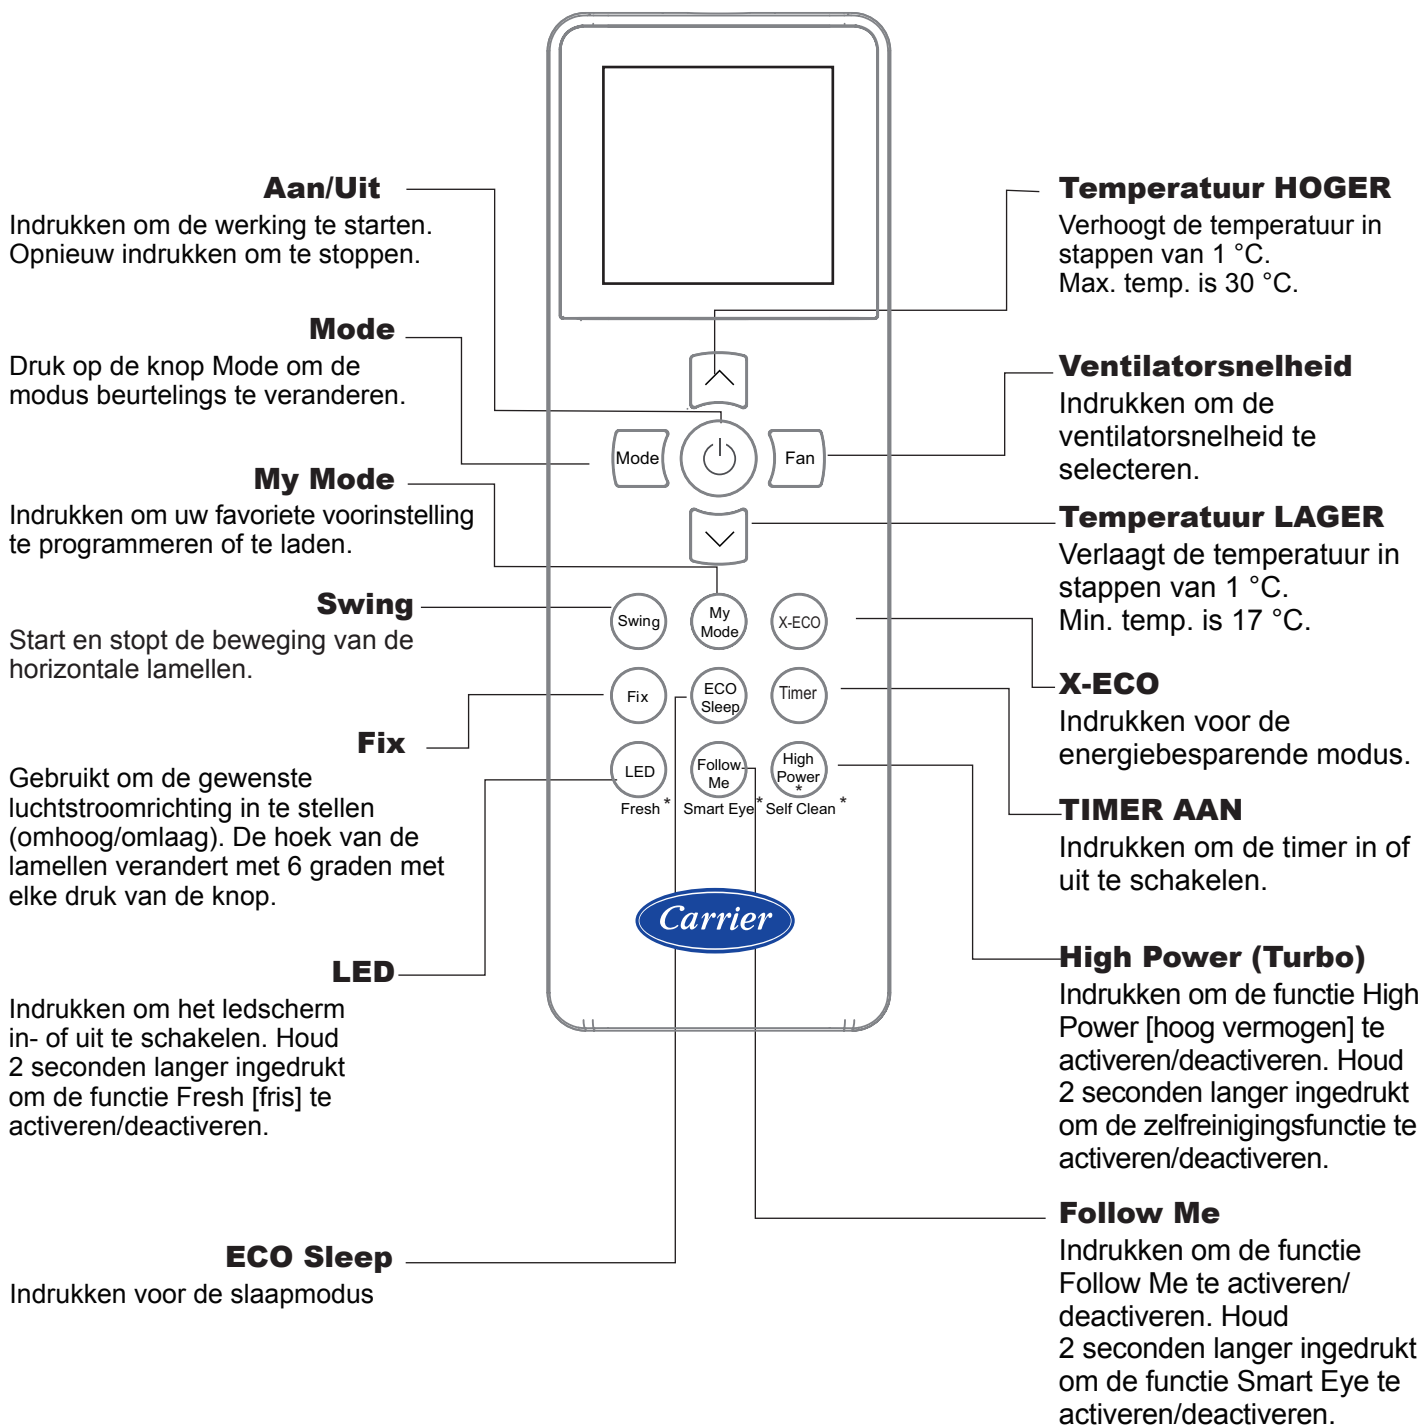 Aan/Uit
Indrukken om de werking te starten.
Opnieuw indrukken om te stoppen.
Mode
Druk op de knop Mode om de
modus beurtelings te veranderen.
My Mode
Indrukken om uw favoriete voorinstelling
te programmeren of te laden.
Swing
Start en stopt de beweging van de
horizontale lamellen.
Fix
Gebruikt om de gewenste
luchtstroomrichting in te stellen
(omhoog/omlaag). De hoek van de
lamellen verandert met 6 graden met
elke druk van de knop.
LED
Indrukken om het ledscherm
in- of uit te schakelen. Houd
2 seconden langer ingedrukt
om de functie Fresh [fris] te
activeren/deactiveren.
ECO Sleep
Indrukken voor de slaapmodus
Mode
Fan
Swing
My
Mode
X-ECO
Fix
ECO
Sleep
Timer
LED
Follow
Me
High
Power
*
Fresh *
Smart Eye *
Self Clean *
Carrier
Temperatuur HOGER
Verhoogt de temperatuur in
stappen van 1 °C.
Max. temp. is 30 °C.
Ventilatorsnelheid
Indrukken om de
ventilatorsnelheid te
selecteren.
Temperatuur LAGER
Verlaagt de temperatuur in
stappen van 1 °C.
Min. temp. is 17 °C.
X-ECO
Indrukken voor de
energiebesparende modus.
TIMER AAN
Indrukken om de timer in of
uit te schakelen.
High Power (Turbo)
Indrukken om de functie High
Power [hoog vermogen] te
activeren/deactiveren. Houd
2 seconden langer ingedrukt
om de zelfreinigingsfunctie te
activeren/deactiveren.
Follow Me
Indrukken om de functie
Follow Me te activeren/
deactiveren. Houd
2 seconden langer ingedrukt
om de functie Smart Eye te
activeren/deactiveren.